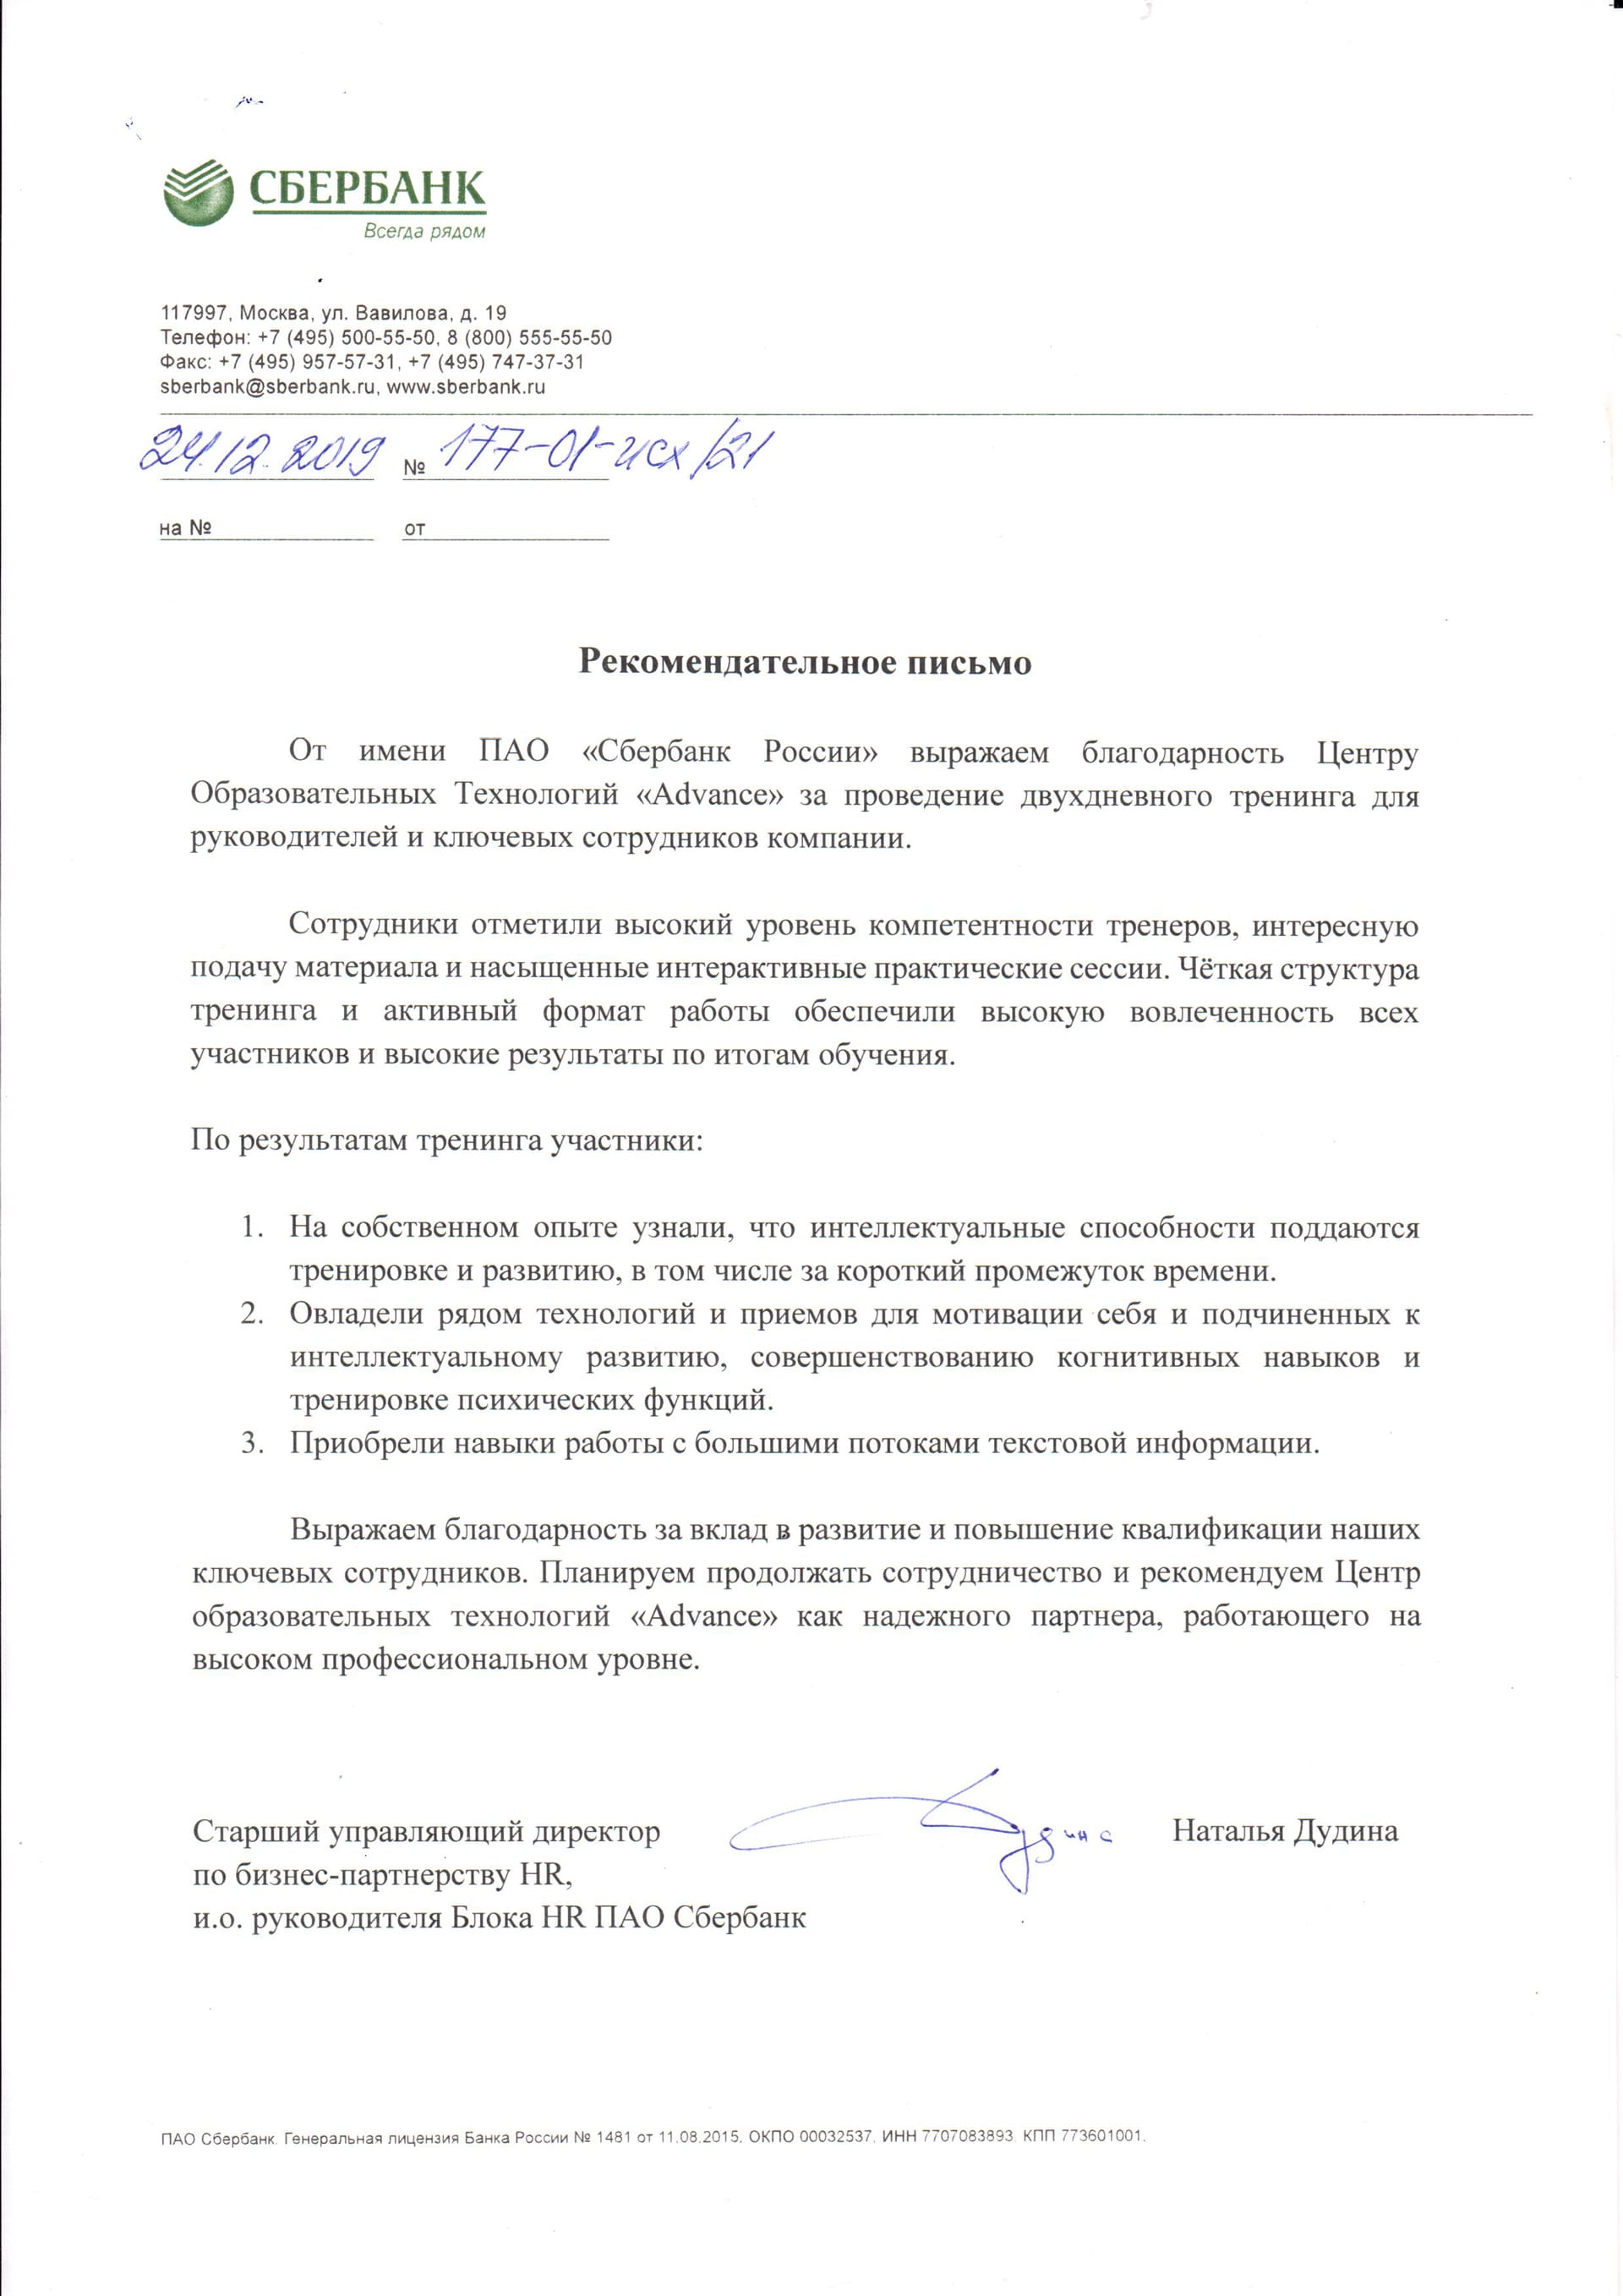 СБЕРБАНК
Всегда рядом
117997, Москва, ул. Вавилова, д. 19
Телефон: +7 (495) 500-55-50, 8 (800) 555-55-50
Факс: +7 (495) 957-57-31, +7 (495) 747-37-31
sberbank@sberbank.ru, www.sberbank.ru
24.12.2019 № 177-01-исх/21
на № от
Рекомендательное письмо
От имени ПАО «Сбербанк России» выражаем благодарность Центру
Образовательных Технологий «Advance» за проведение двухдневного тренинга для
руководителей и ключевых сотрудников компании.
Сотрудники отметили высокий уровень компетентности тренеров, интересную
подачу материала и насыщенные интерактивные практические сессии. Чёткая структура
тренинга и активный формат работы обеспечили высокую вовлеченность всех
участников и высокие результаты по итогам обучения.
По результатам тренинга участники:
1. На собственном опыте узнали, что интеллектуальные способности поддаются
тренировке и развитию, в том числе за короткий промежуток времени.
2. Овладели рядом технологий и приемов для мотивации себя и подчиненных к
интеллектуальному развитию, совершенствованию когнитивных навыков и
тренировке психических функций.
3. Приобрели навыки работы с большими потоками текстовой информации.
Выражаем благодарность за вклад в развитие и повышение квалификации наших
ключевых сотрудников. Планируем продолжать сотрудничество и рекомендуем Центр
образовательных технологий «Advance» как надежного партнера, работающего на
высоком профессиональном уровне.
Старший управляющий директор Дудина Наталья Дудина
по бизнес-партнерству HR,
и.о. руководителя Блока HR ПАО Сбербанк
ПАО Сбербанк. Генеральная лицензия Банка России № 1481 от 11.08.2015. ОКПО 00032537. ИНН 7707083893. КПП 773601001.